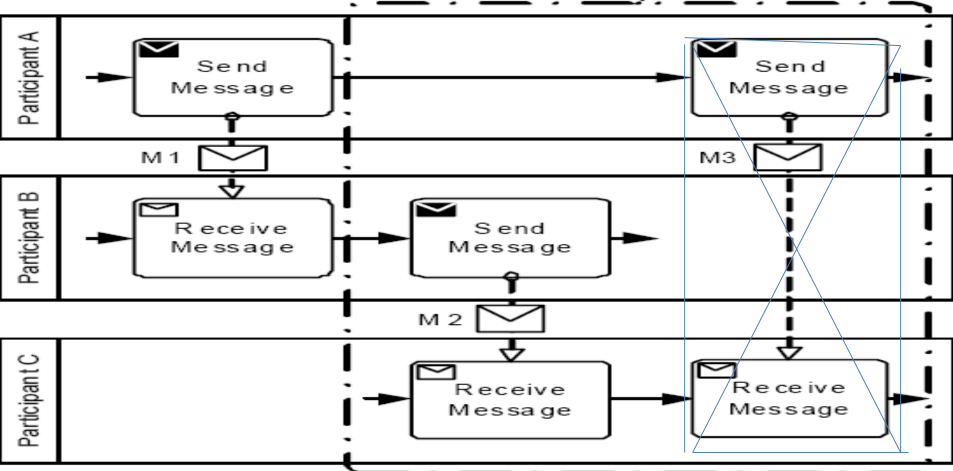 Participant A
Send
Message
Send
Message
M1
M3
Participant B
Receive
Message
Send
Message
M2
Participant C
Receive
Message
Receive
Message